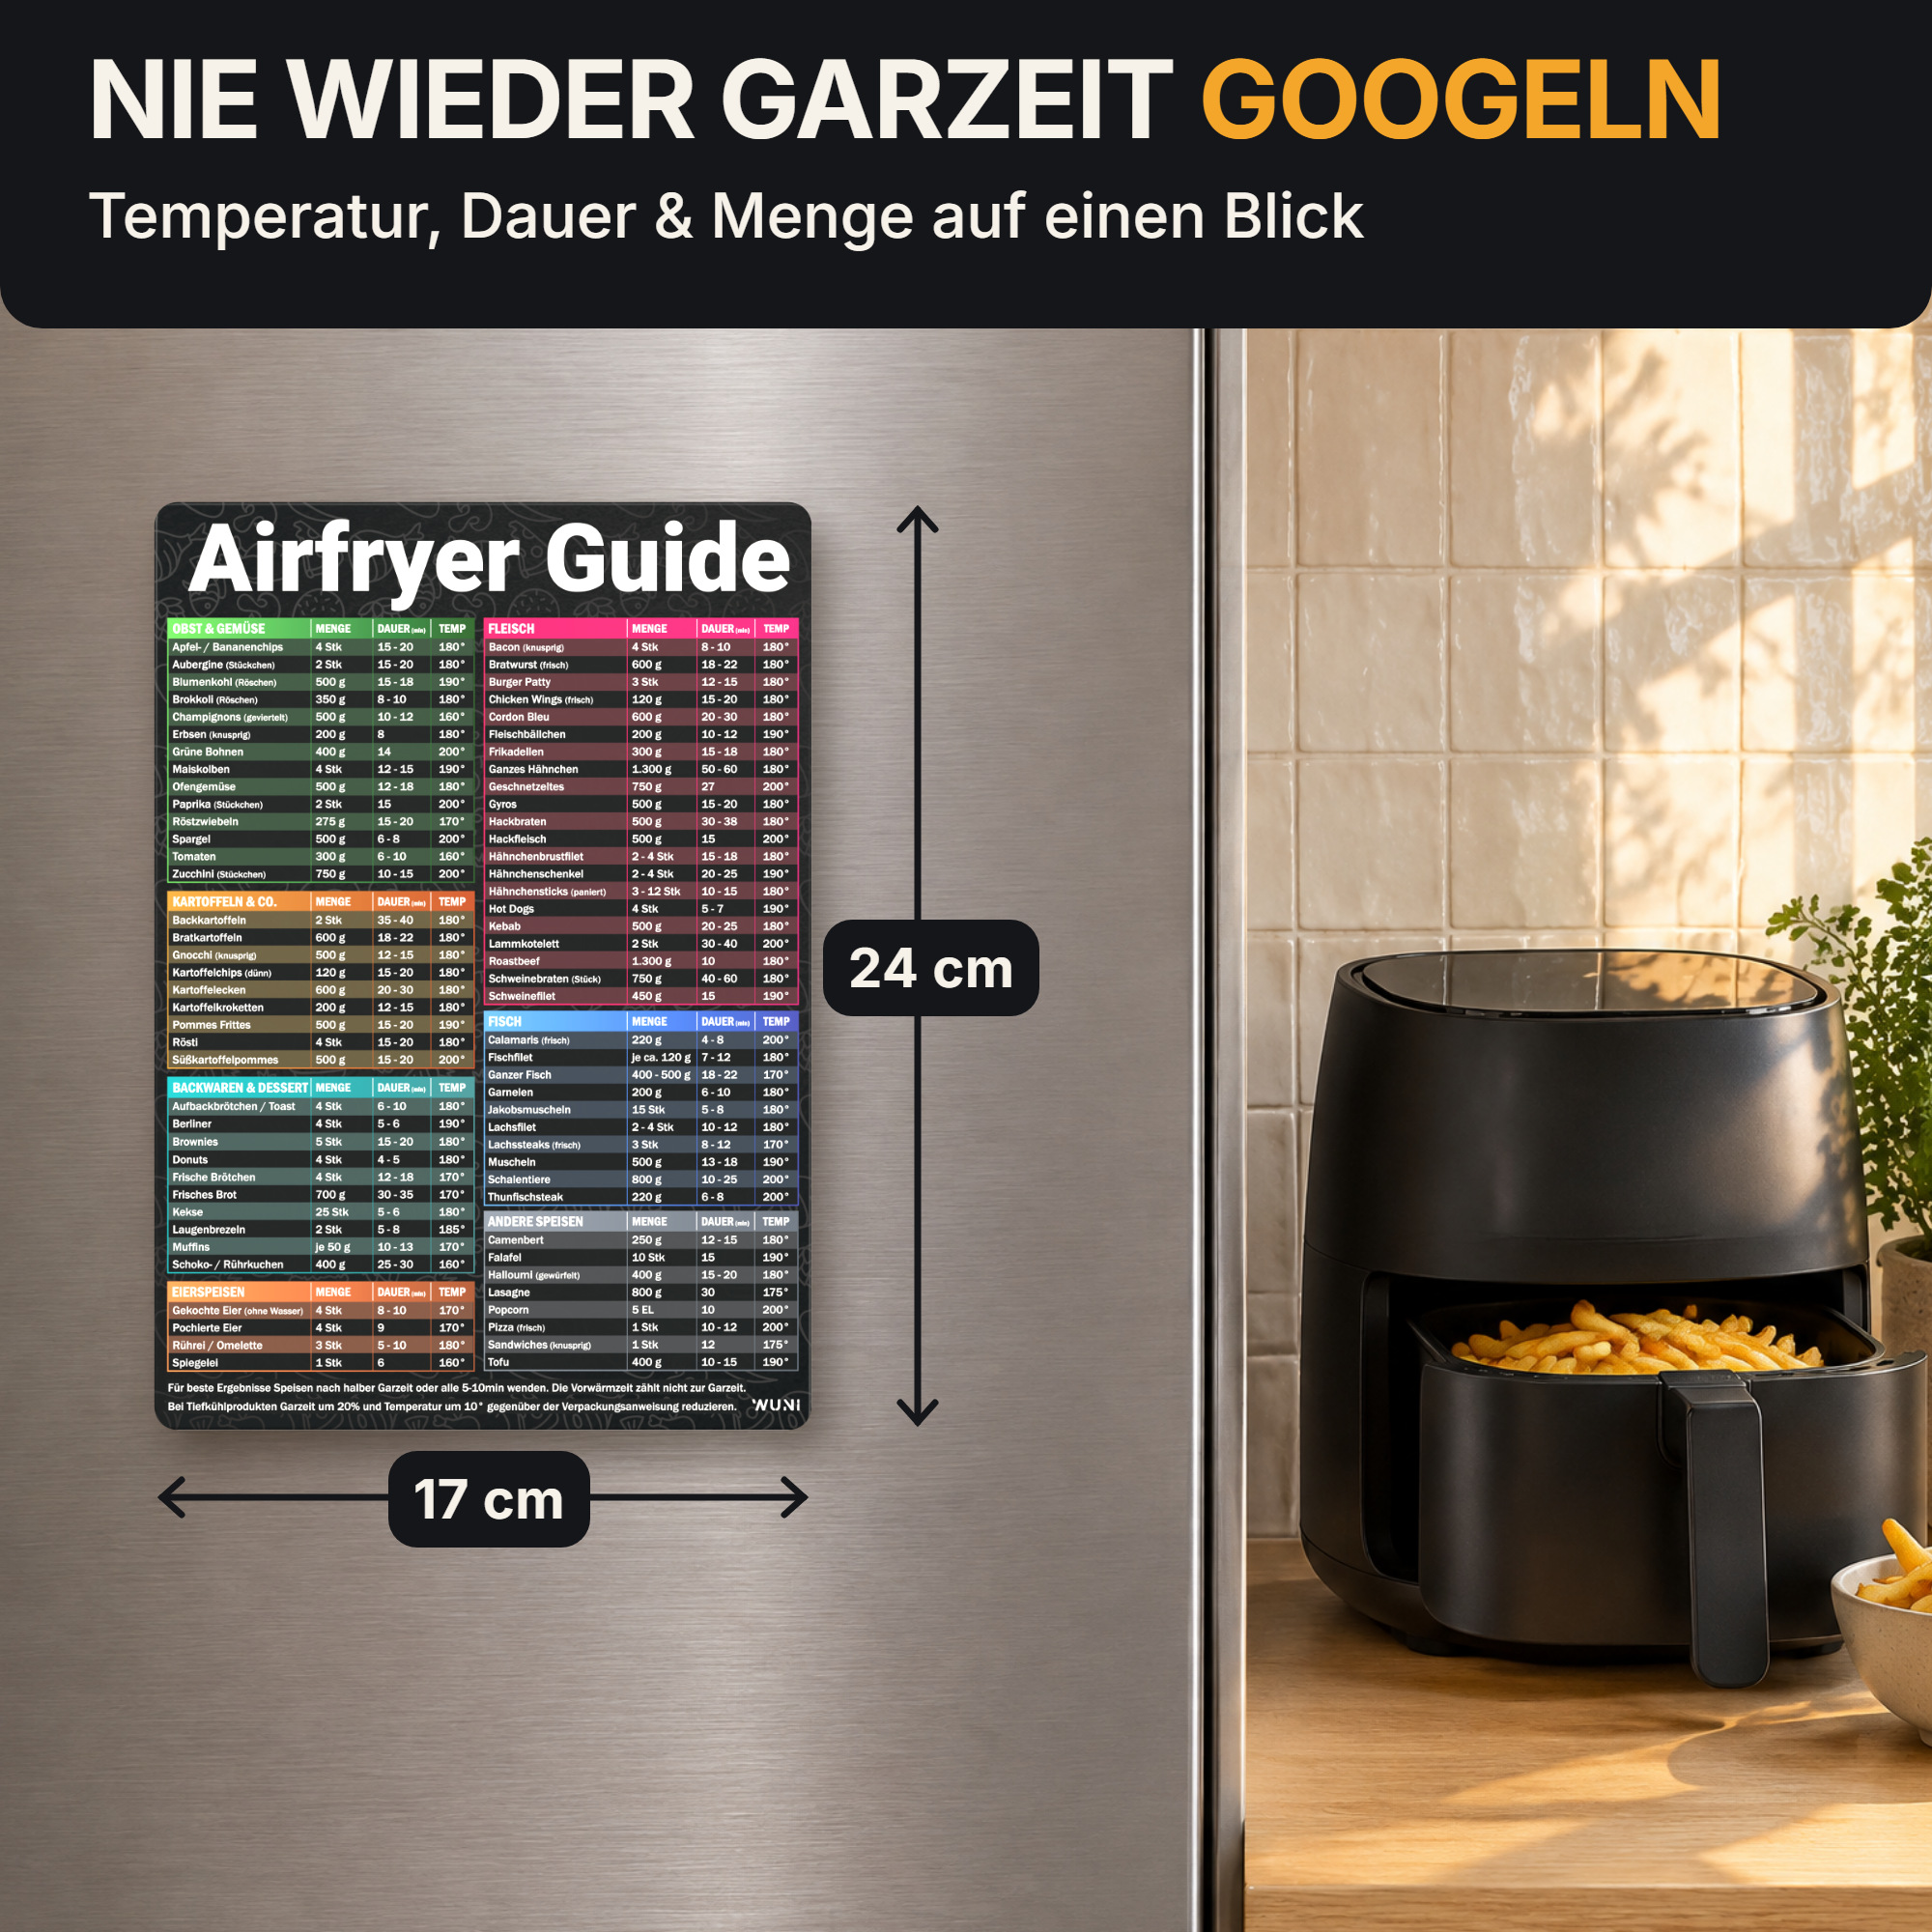 NIE WIEDER GARZEIT GOOGELN
Temperatur, Dauer & Menge auf einen Blick
Airfryer Guide
OBST & GEMÜSE MENGE DAUER (min) TEMP
Apfel- / Bananenchips 4 Stk 15 - 20 180°
Aubergine (Stückchen) 2 Stk 15 - 20 180°
Blumenkohl (Röschen) 500 g 15 - 18 190°
Brokkoli (Röschen) 350 g 8 - 10 180°
Champignons (geviertelt) 500 g 10 - 12 160°
Erbsen (knusprig) 200 g 8 180°
Grüne Bohnen 400 g 14 200°
Maiskolben 4 Stk 12 - 15 190°
Ofengemüse 500 g 12 - 18 180°
Paprika (Stückchen) 2 Stk 15 200°
Röstzwiebeln 275 g 15 - 20 170°
Spargel 500 g 6 - 8 200°
Tomaten 300 g 6 - 10 160°
Zucchini (Stückchen) 750 g 10 - 15 200°
KARTOFFELN & CO. MENGE DAUER (min) TEMP
Backkartoffeln 2 Stk 35 - 40 180°
Bratkartoffeln 600 g 18 - 22 180°
Gnocchi (knusprig) 500 g 12 - 15 180°
Kartoffelchips (dünn) 120 g 15 - 20 180°
Kartoffelecken 600 g 20 - 30 180°
Kartoffelkroketten 200 g 12 - 15 180°
Pommes Frittes 500 g 15 - 20 190°
Rösti 4 Stk 15 - 20 180°
Süßkartoffelpommes 500 g 15 - 20 200°
BACKWAREN & DESSERT MENGE DAUER (min) TEMP
Aufbackbrötchen / Toast 4 Stk 6 - 10 180°
Berliner 4 Stk 5 - 6 190°
Brownies 5 Stk 15 - 20 180°
Donuts 4 Stk 4 - 5 180°
Frische Brötchen 4 Stk 12 - 18 170°
Frisches Brot 700 g 30 - 35 170°
Kekse 25 Stk 5 - 6 180°
Laugenbrezeln 2 Stk 5 - 8 185°
Muffins je 50 g 10 - 13 170°
Schoko- / Rührkuchen 400 g 25 - 30 160°
EIERSPEISEN MENGE DAUER (min) TEMP
Gekochte Eier (ohne Wasser) 4 Stk 8 - 10 170°
Pochierte Eier 4 Stk 9 170°
Rührei / Omelette 3 Stk 5 - 10 180°
Spiegelei 1 Stk 6 160°
FLEISCH MENGE DAUER (min) TEMP
Bacon (knusprig) 4 Stk 8 - 10 180°
Bratwurst (frisch) 600 g 18 - 22 180°
Burger Patty 3 Stk 12 - 15 180°
Chicken Wings (frisch) 120 g 15 - 20 180°
Cordon Bleu 600 g 20 - 30 180°
Fleischbällchen 200 g 10 - 12 190°
Frikadellen 300 g 15 - 18 180°
Ganzes Hähnchen 1.300 g 50 - 60 180°
Geschnetzeltes 750 g 27 200°
Gyros 500 g 15 - 20 180°
Hackbraten 500 g 30 - 38 180°
Hackfleisch 500 g 15 200°
Hähnchenbrustfilet 2 - 4 Stk 15 - 18 180°
Hähnchenschenkel 2 - 4 Stk 20 - 25 190°
Hähnchensticks (paniert) 3 - 12 Stk 10 - 15 180°
Hot Dogs 4 Stk 5 - 7 190°
Kebab 500 g 20 - 25 180°
Lammkotelett 2 Stk 30 - 40 200°
Roastbeef 1.300 g 10 180°
Schweinebraten (Stück) 750 g 40 - 60 180°
Schweinefilet 450 g 15 190°
FISCH MENGE DAUER (min) TEMP
Calamaris (frisch) 220 g 4 - 8 200°
Fischfilet je ca. 120 g 7 - 12 180°
Ganzer Fisch 400 - 500 g 18 - 22 170°
Garnelen 200 g 6 - 10 180°
Jakobsmuscheln 15 Stk 5 - 8 180°
Lachsfilet 2 - 4 Stk 10 - 12 180°
Lachssteaks (frisch) 3 Stk 8 - 12 170°
Muscheln 500 g 13 - 18 190°
Schalentiere 800 g 10 - 25 200°
Thunfischsteak 220 g 6 - 8 200°
ANDERE SPEISEN MENGE DAUER (min) TEMP
Camenbert 250 g 12 - 15 180°
Falafel 10 Stk 15 190°
Halloumi (gewürfelt) 400 g 15 - 20 180°
Lasagne 800 g 30 175°
Popcorn 5 EL 10 200°
Pizza (frisch) 1 Stk 10 - 12 200°
Sandwiches (knusprig) 1 Stk 12 175°
Tofu 400 g 10 - 15 190°
Für beste Ergebnisse Speisen nach halber Garzeit oder alle 5-10min wenden. Die Vorwärmzeit zählt nicht zur Garzeit.
Bei Tiefkühlprodukten Garzeit um 20% und Temperatur um 10° gegenüber der Verpackungsanweisung reduzieren.
WUNI
24 cm
17 cm